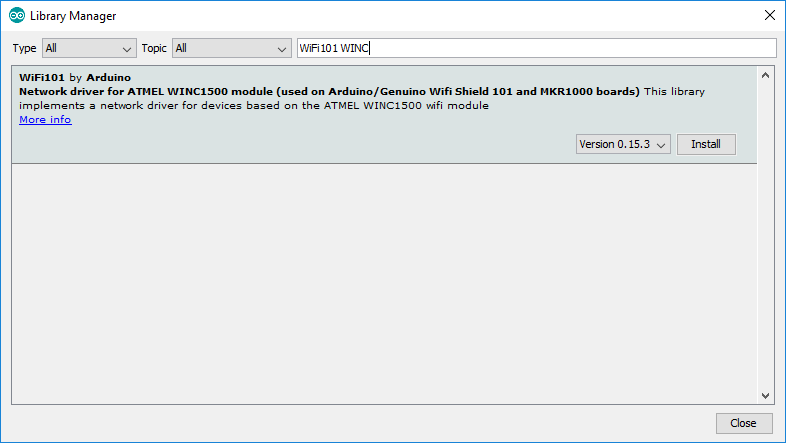 Library Manager
Type All Topic All WiFi101 WINC
WiFi101 by Arduino
Network driver for ATMEL WINC1500 module (used on Arduino/Genuino Wifi Shield 101 and MKR1000 boards) This library
implements a network driver for devices based on the ATMEL WINC1500 wifi module
More info
Version 0.15.3 Install
Close